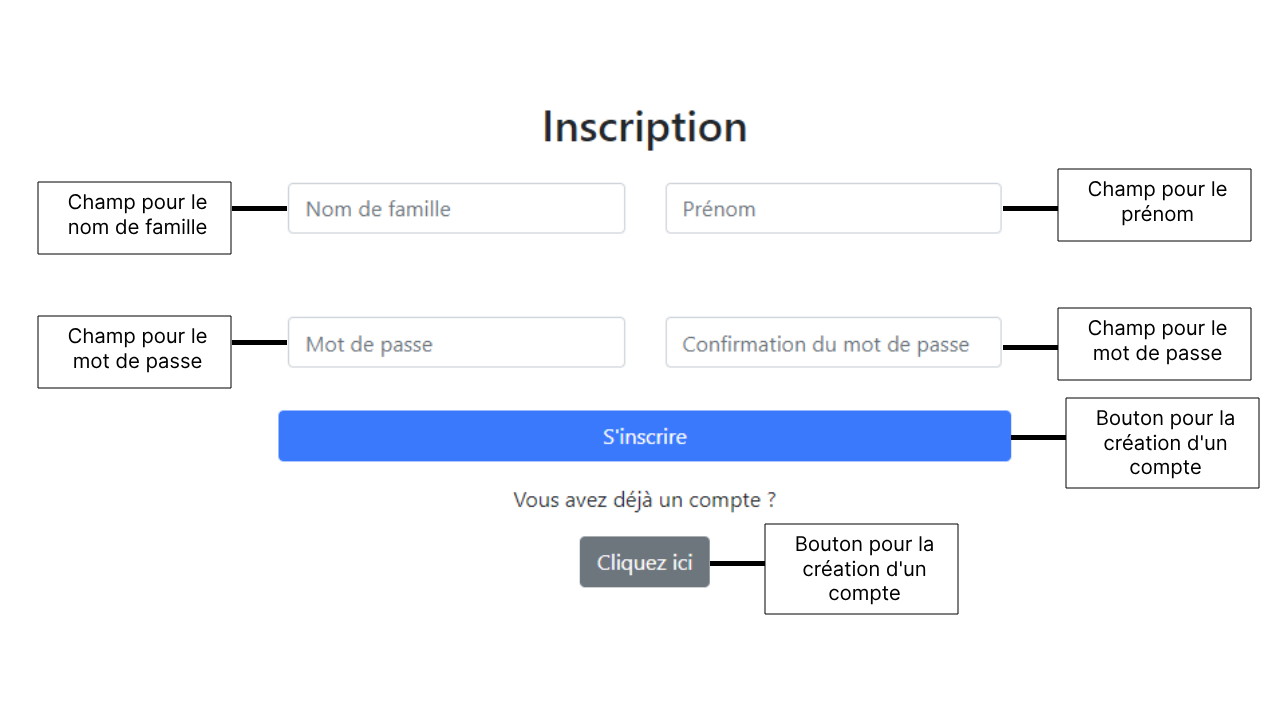 Inscription
Champ pour le
nom de famille
Nom de famille
Prénom
Champ pour le
prénom
Champ pour le
mot de passe
Mot de passe
Confirmation du mot de passe
Champ pour le
mot de passe
S'inscrire
Bouton pour la
création d'un
compte
Vous avez déjà un compte ?
Cliquez ici
Bouton pour la
création d'un
compte